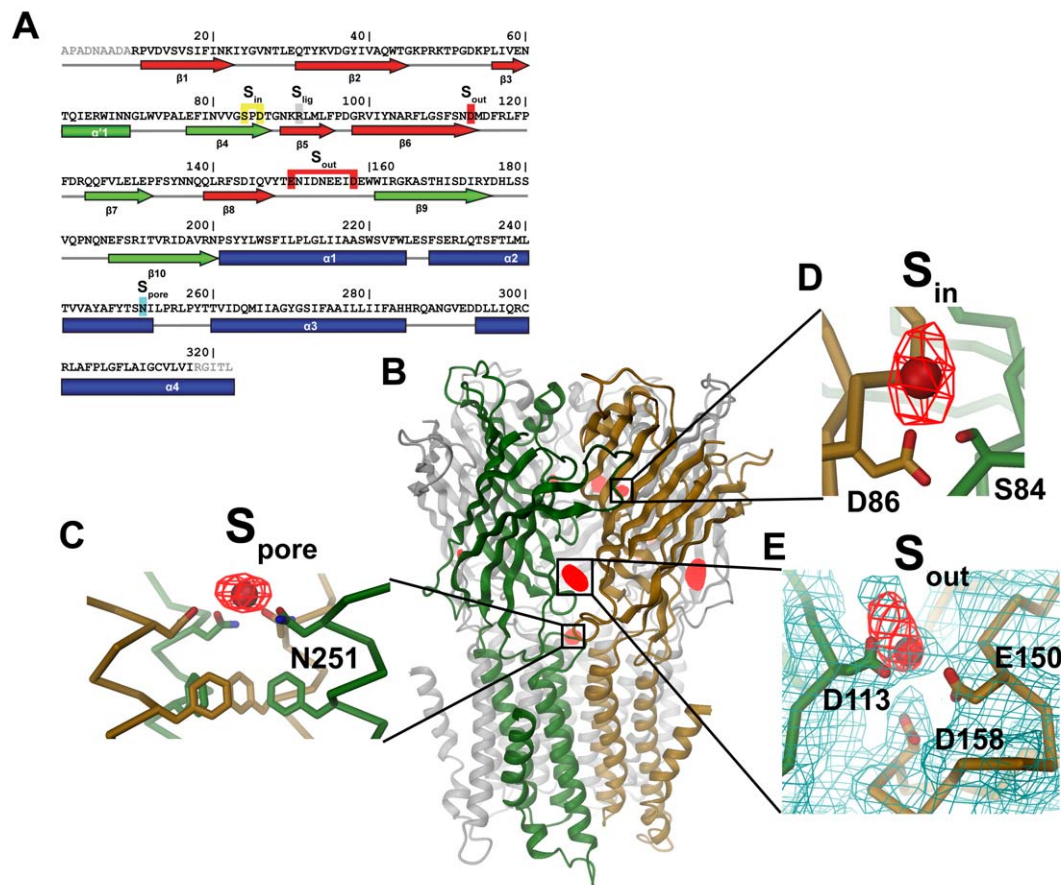 A
20 60
APADNAADARPVDVSVSIFINKIYGVNTLEQTYKVDGYIVAQWTGKPRKTPGDKPLIVEN
β1 β2 β3
Sin Slig Sout
80 100 120
TQIERWINNGLWVPALEFINVVGSPDTGNKRLMLFPDGRVIYNARFLGSFSNDMDFRLFP
α'1 β4 β5 β6
Sout
140 160 180
FDRQQFVLELEPFSYNNQQLRFSDIQVYTENIDNEEIDEWWIRGKASTHISDIRYDHLSS
β7 β8 β9
200 220 240
VQPNQNEFSRITVRIDAVRNPSYYLWSFILPLGLIIAASWSVFWLESFSERLQTSFTLML
β10 α1 α2
Spore
260 280 300
TVVAYAFYTSNILPRLPYTTVIDQMIIAGYGSIFAAILLIIFAHHRQANGVEDDLLIQRC
α3
320
RLAFPLGFLAIGCVLVIRGITL
α4
B
C
Spore
N251
D
Sin
D86
S84
E
Sout
E150
D113
D158